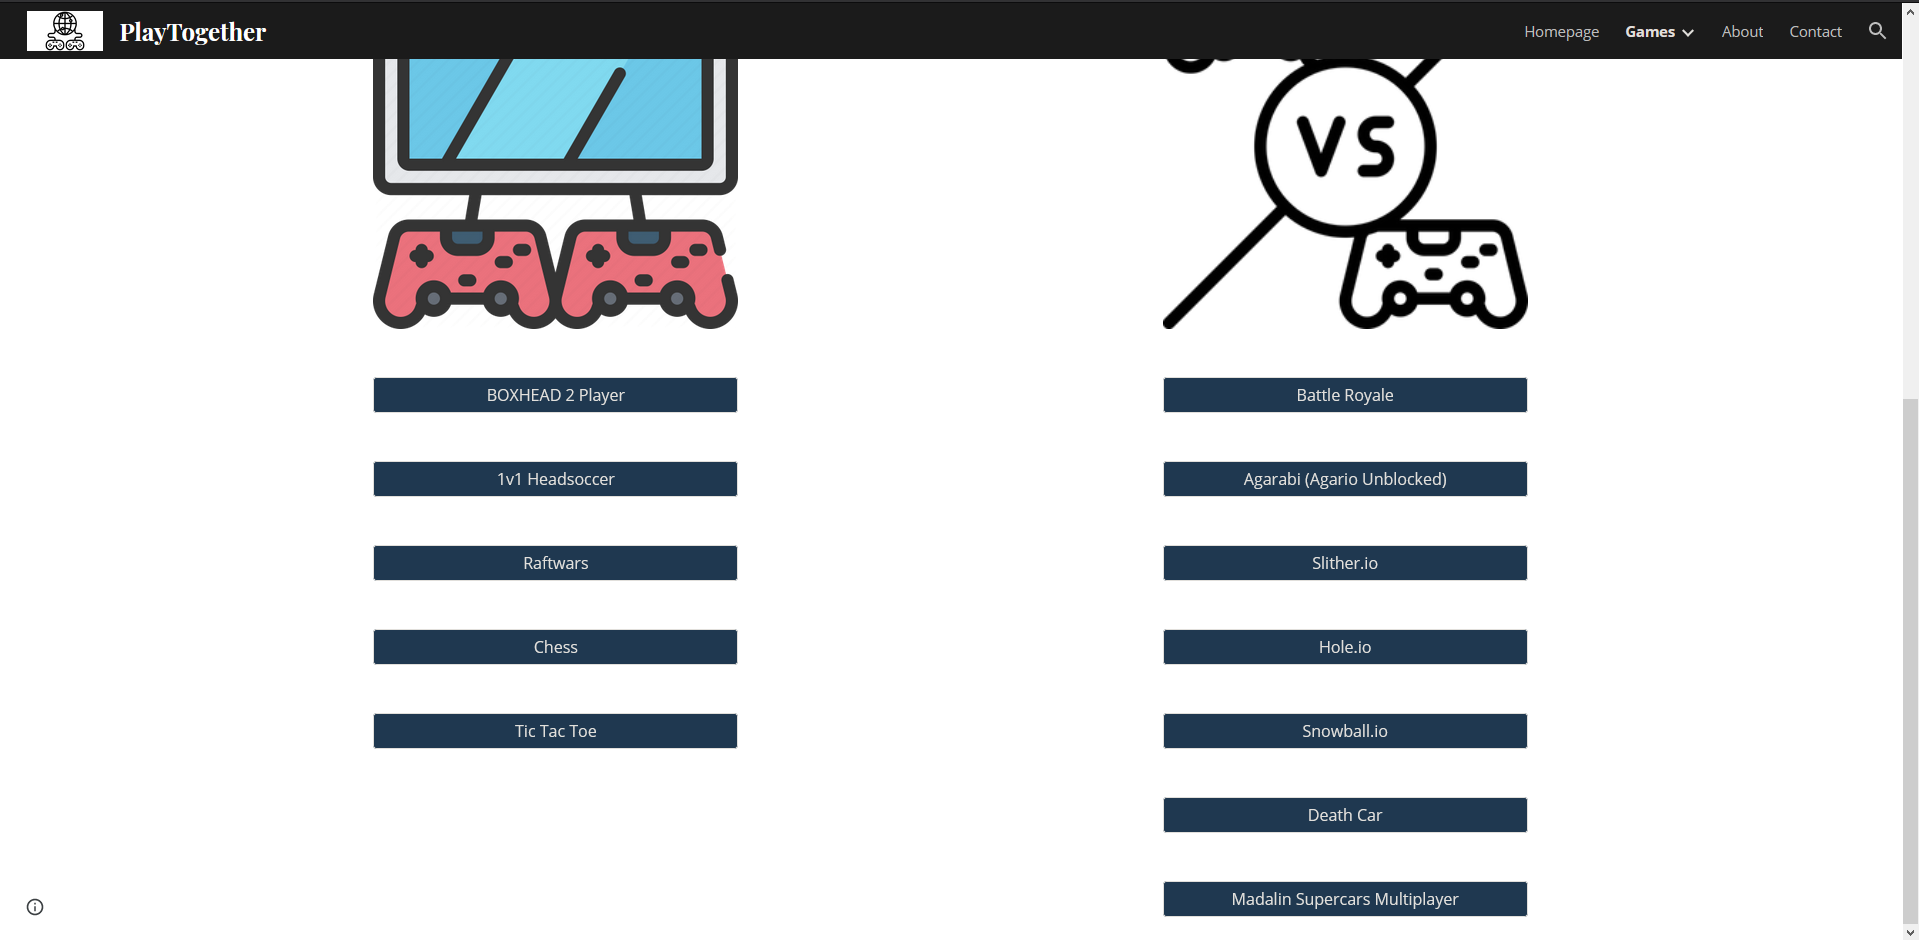 PlayTogether
Homepage
Games
About
Contact
VS
BOXHEAD 2 Player
1v1 Headsoccer
Raftwars
Chess
Tic Tac Toe
Battle Royale
Agarabi (Agario Unblocked)
Slither.io
Hole.io
Snowball.io
Death Car
Madalin Supercars Multiplayer